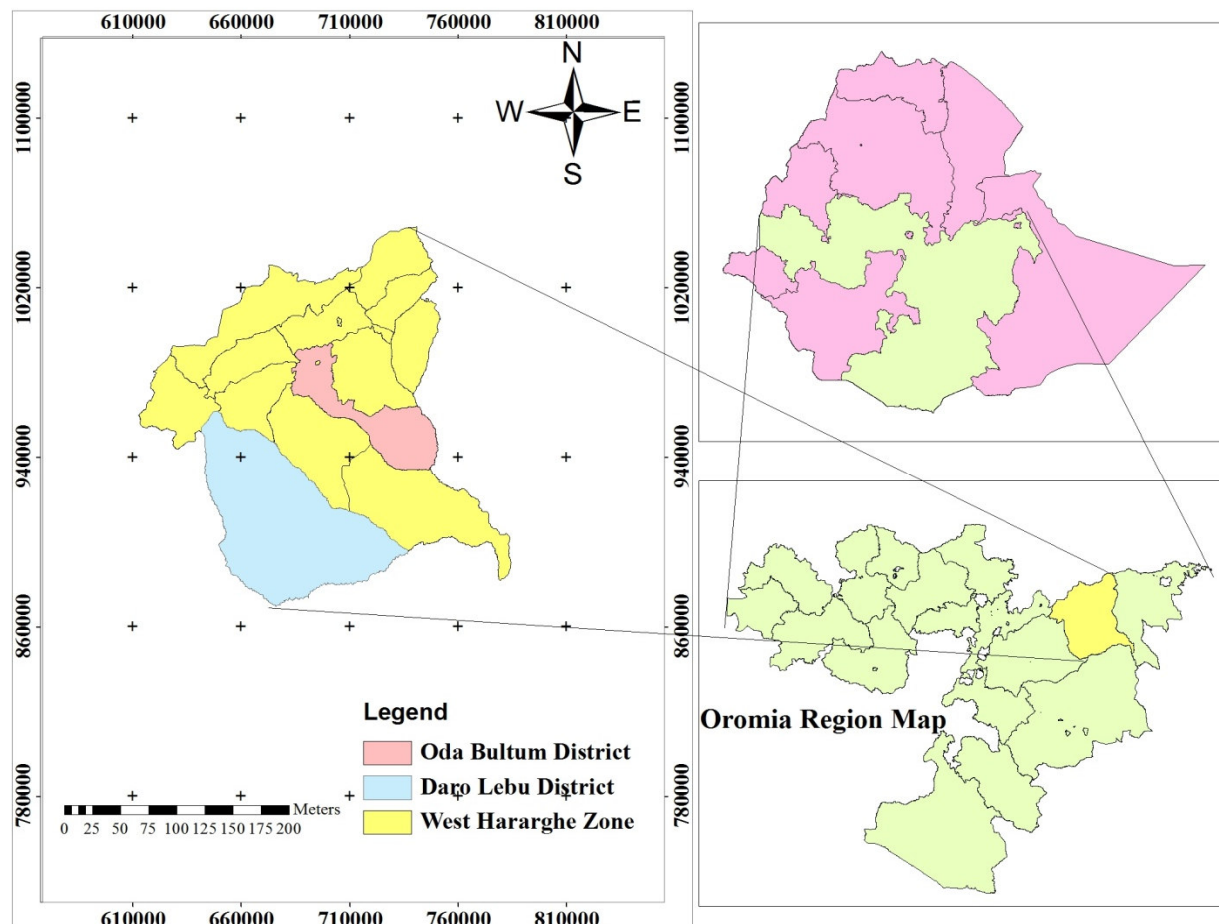 610000 660000 710000 760000 810000
N
W E
S
1100000 1100000
1020000 1020000
940000 940000
860000 860000
780000 780000
Legend
Oda Bultum District
Daro Lebu District
West Hararghe Zone
Meters
0 25 50 75 100 125 150 175 200
610000 660000 710000 760000 810000
Oromia Region Map